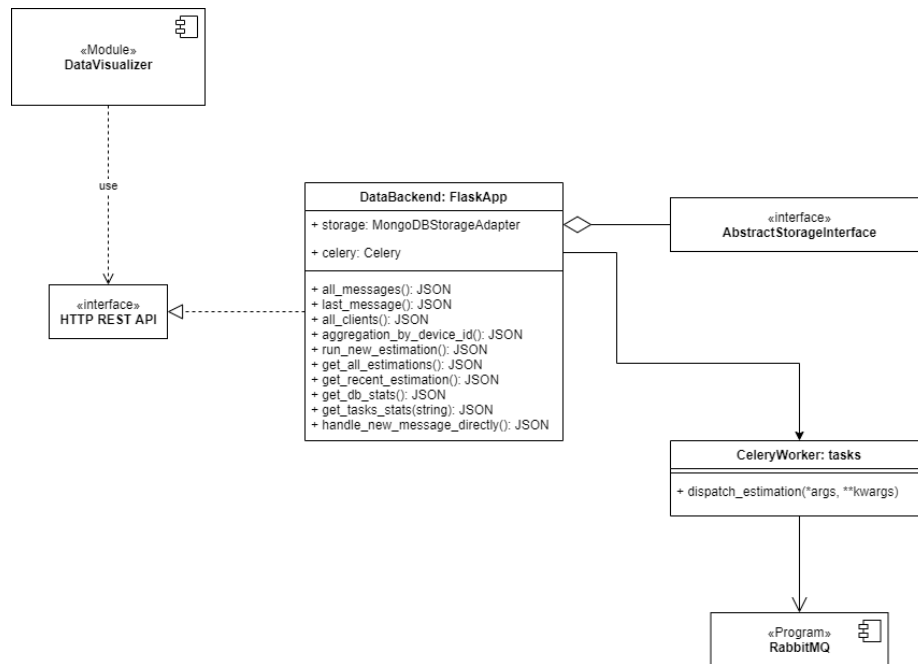 «Module»
DataVisualizer
use
«interface»
HTTP REST API
DataBackend: FlaskApp
+ storage: MongoDBStorageAdapter
+ celery: Celery
+ all_messages(): JSON
+ last_message(): JSON
+ all_clients(): JSON
+ aggregation_by_device_id(): JSON
+ run_new_estimation(): JSON
+ get_all_estimations(): JSON
+ get_recent_estimation(): JSON
+ get_db_stats(): JSON
+ get_tasks_stats(string): JSON
+ handle_new_message_directly(): JSON
«interface»
AbstractStorageInterface
CeleryWorker: tasks
+ dispatch_estimation(*args, **kwargs)
«Program»
RabbitMQ